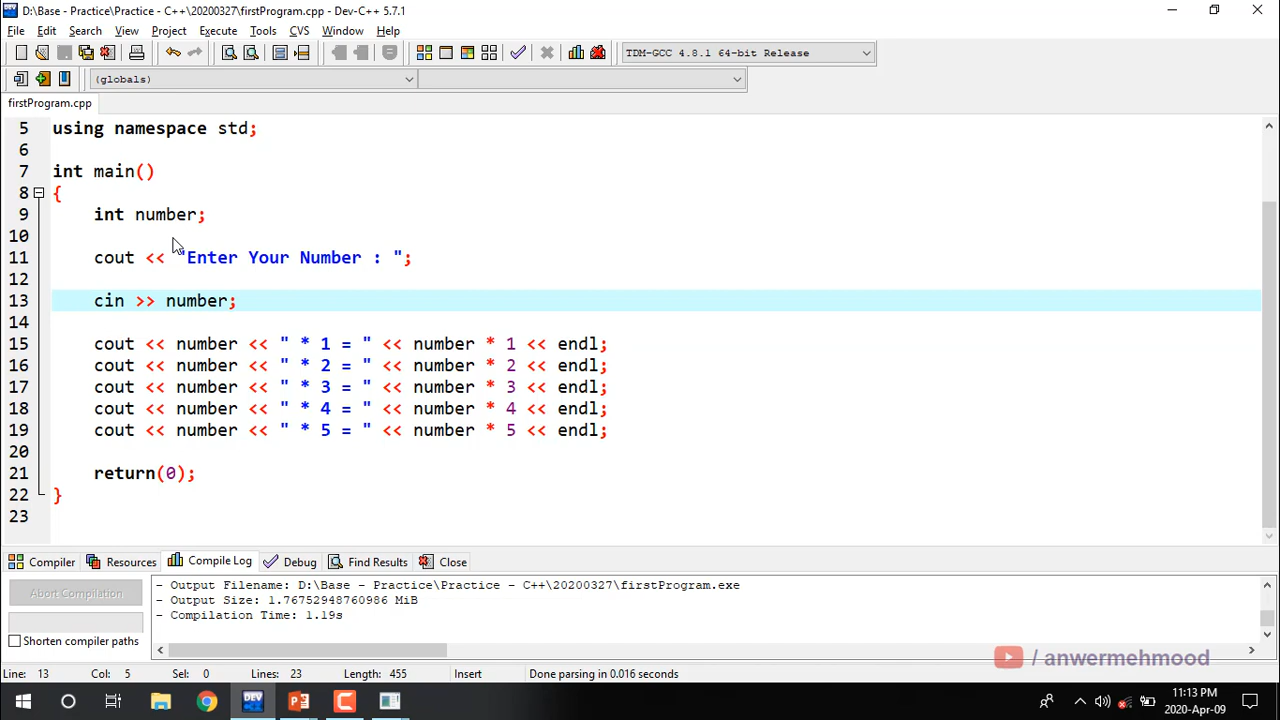 D:\Base - Practice\Practice - C++\20200327\firstProgram.cpp - Dev-C++ 5.7.1
File Edit Search View Project Execute Tools CVS Window Help
TDM-GCC 4.8.1 64-bit Release
(globals)
firstProgram.cpp
5 using namespace std;
6
7 int main()
8 {
9 int number;
10
11 cout << "Enter Your Number : ";
12
13 cin >> number;
14
15 cout << number << " * 1 = " << number * 1 << endl;
16 cout << number << " * 2 = " << number * 2 << endl;
17 cout << number << " * 3 = " << number * 3 << endl;
18 cout << number << " * 4 = " << number * 4 << endl;
19 cout << number << " * 5 = " << number * 5 << endl;
20
21 return(0);
22 }
23
Compiler Resources Compile Log Debug Find Results Close
Abort Compilation
Shorten compiler paths
- Output Filename: D:\Base - Practice\Practice - C++\20200327\firstProgram.exe
- Output Size: 1.76752948760986 MiB
- Compilation Time: 1.19s
/ anwermehmood
Line: 13 Col: 5 Sel: 0 Lines: 23 Length: 455 Insert Done parsing in 0.016 seconds
DEV
11:13 PM
2020-Apr-09